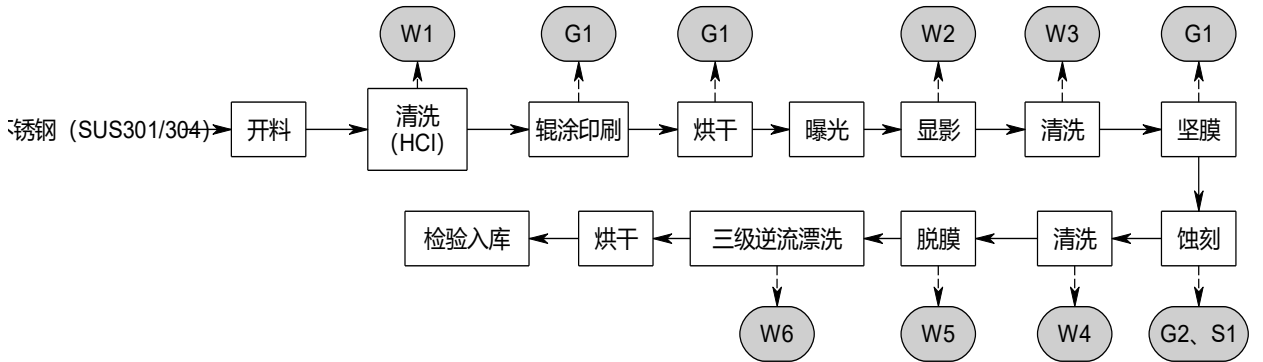 W1
G1
G1
W2
W3
G1
锈钢（SUS301/304）
开料
清洗
(HCl)
辊涂印刷
烘干
曝光
显影
清洗
坚膜
检验入库
烘干
三级逆流漂洗
脱膜
清洗
蚀刻
W6
W5
W4
G2、S1